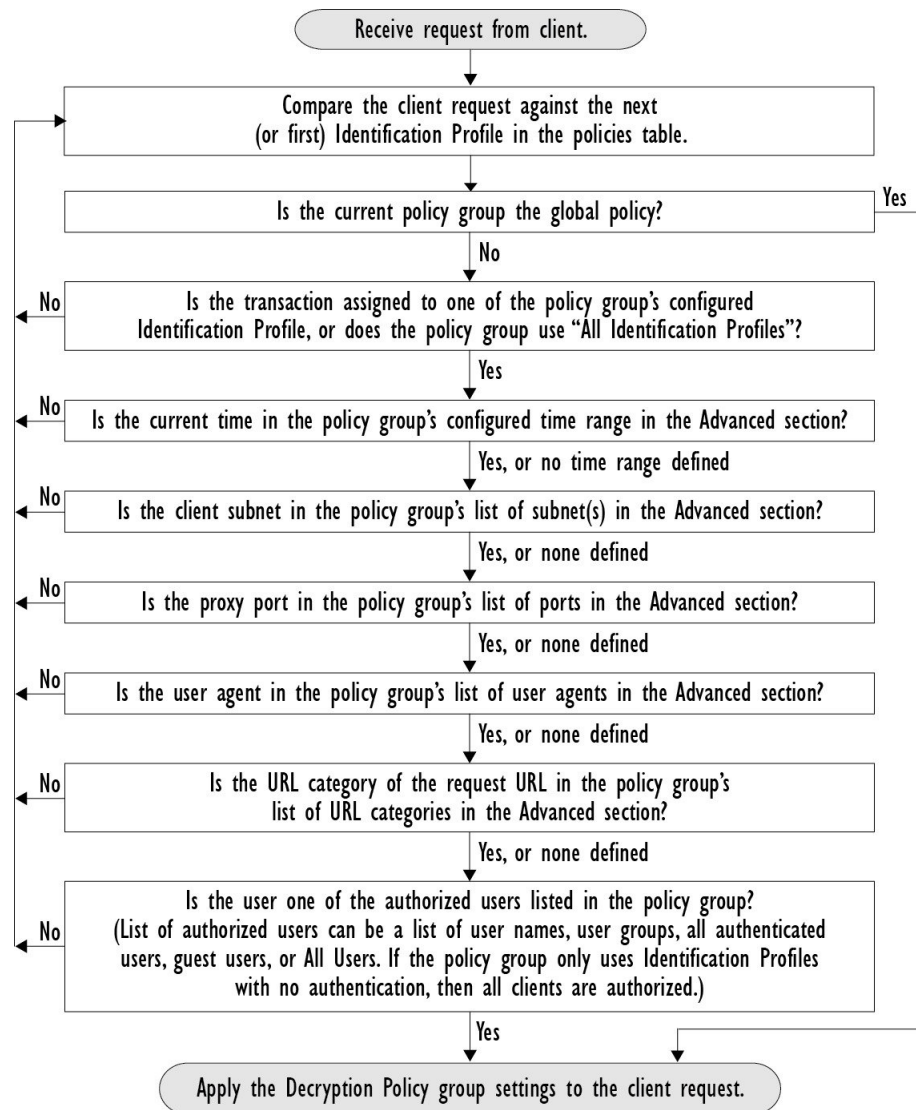 Receive request from client.
Compare the client request against the next
(or first) Identification Profile in the policies table.
Is the current policy group the global policy?
Yes
No
No
Is the transaction assigned to one of the policy group's configured
Identification Profile, or does the policy group use “All Identification Profiles”?
Yes
No
Is the current time in the policy group's configured time range in the Advanced section?
Yes, or no time range defined
No
Is the client subnet in the policy group's list of subnet(s) in the Advanced section?
Yes, or none defined
No
Is the proxy port in the policy group's list of ports in the Advanced section?
Yes, or none defined
No
Is the user agent in the policy group's list of user agents in the Advanced section?
Yes, or none defined
No
Is the URL category of the request URL in the policy group's
list of URL categories in the Advanced section?
Yes, or none defined
No
Is the user one of the authorized users listed in the policy group?
(List of authorized users can be a list of user names, user groups, all authenticated
users, guest users, or All Users. If the policy group only uses Identification Profiles
with no authentication, then all clients are authorized.)
Yes
Apply the Decryption Policy group settings to the client request.